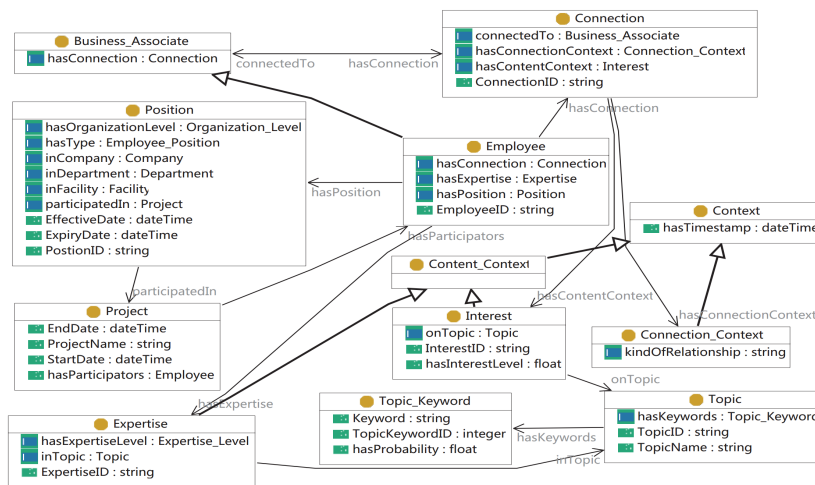 Business_Associate
hasConnection : Connection
Connection
connectedTo : Business_Associate
hasConnectionContext : Connection_Context
hasContentContext : Interest
ConnectionID : string
connectedTo
hasConnection
Position
hasOrganizationLevel : Organization_Level
hasType : Employee_Position
inCompany : Company
inDepartment : Department
inFacility : Facility
participatedIn : Project
EffectiveDate : dateTime
ExpiryDate : dateTime
PostionID : string
hasConnection
Employee
hasConnection : Connection
hasExpertise : Expertise
hasPosition : Position
EmployeeID : string
hasPosition
Context
hasTimestamp : dateTime
hasParticipators
Content_Context
participatedIn
hasContentContext
Project
EndDate : dateTime
ProjectName : string
StartDate : dateTime
hasParticipators : Employee
Interest
onTopic : Topic
InterestID : string
hasInterestLevel : float
hasConnectionContext
Connection_Context
kindOfRelationship : string
onTopic
hasExpertise
Expertise
hasExpertiseLevel : Expertise_Level
inTopic : Topic
ExpertiseID : string
Topic_Keyword
Keyword : string
TopicKeywordID : integer
hasProbability : float
hasKeywords
inTopic
Topic
hasKeywords : Topic_Keyword
TopicID : string
TopicName : string